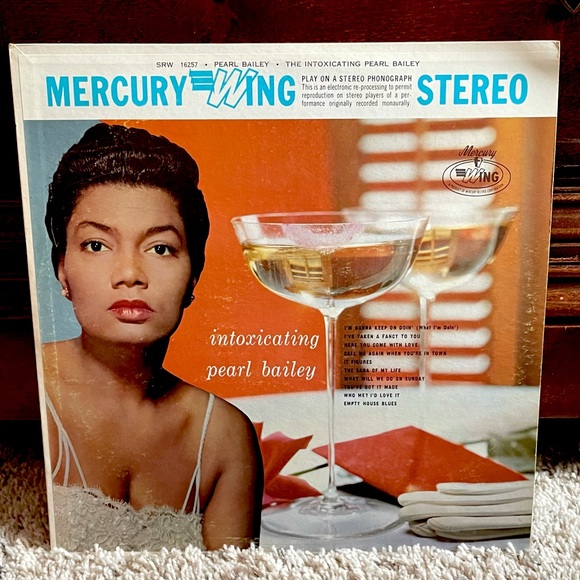 SRW 16257 • PEARL BAILEY • THE INTOXICATING PEARL BAILEY
MERCURY WING
PLAY ON A STEREO PHONOGRAPH
This is an electronic re-processing to permit
reproduction on stereo players of a per-
formance originally recorded monaurally.
STEREO
Mercury
WING
intoxicating
pearl bailey
I'M GONNA KEEP ON DOIN' (What I'm Doin')
I'VE TAKEN A FANCY TO YOU
HERE YOU COME WITH LOVE
CALL ME AGAIN WHEN YOU'RE IN TOWN
IT FIGURES
THE GANG OF MY LIFE
WHAT WILL WE DO ON SUNDAY
YOU'VE GOT IT MADE
WHO MET I'D LOVE IT
EMPTY HOUSE BLUES